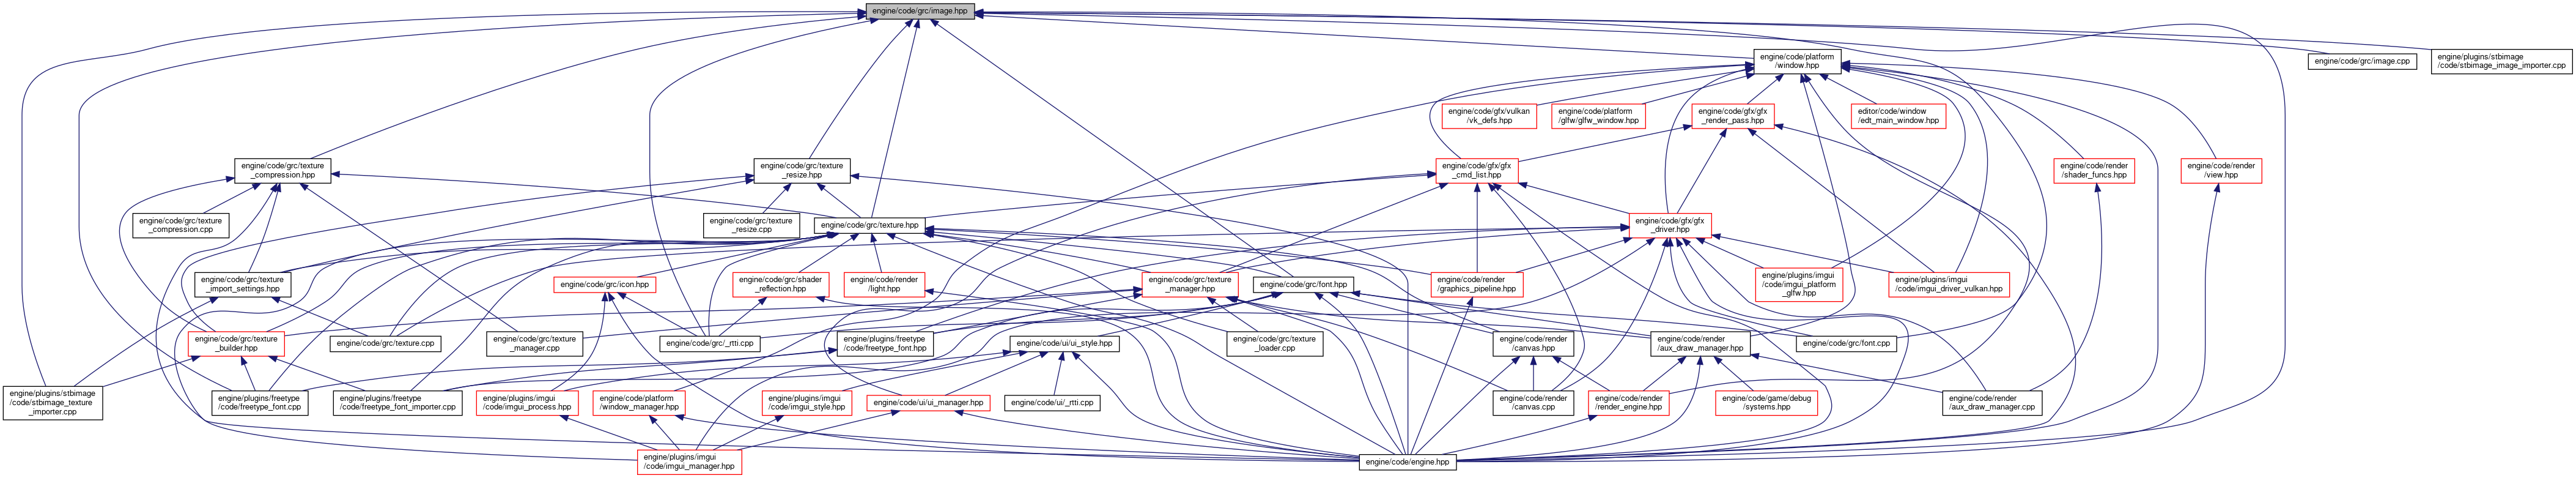 engine/code/grc/image.hpp
engine/code/platform
/window.hpp
engine/code/grc/image.cpp
engine/plugins/stbimage
/code/stbimage_image_importer.cpp
engine/code/gfx/vulkan
/vk_defs.hpp
engine/code/platform
/glfw/glfw_window.hpp
engine/code/gfx/gfx
_render_pass.hpp
editor/code/window
/edt_main_window.hpp
engine/code/grc/texture
_compression.hpp
engine/code/grc/texture
_resize.hpp
engine/code/gfx/gfx
_cmd_list.hpp
engine/code/render
/shader_funcs.hpp
engine/code/render
/view.hpp
engine/code/grc/texture
_compression.cpp
engine/code/grc/texture
_resize.cpp
engine/code/grc/texture.hpp
engine/code/gfx/gfx
_driver.hpp
engine/code/grc/texture
_import_settings.hpp
engine/code/grc/icon.hpp
engine/code/grc/shader
_reflection.hpp
engine/code/render
/light.hpp
engine/code/grc/texture
_manager.hpp
engine/code/grc/font.hpp
engine/code/render
/graphics_pipeline.hpp
engine/plugins/imgui
/code/imgui_platform
_glfw.hpp
engine/plugins/imgui
/code/imgui_driver_vulkan.hpp
engine/code/grc/texture
_builder.hpp
engine/code/grc/texture.cpp
engine/code/grc/texture
_manager.cpp
engine/code/grc/_rtti.cpp
engine/plugins/freetype
/code/freetype_font.hpp
engine/code/ui/ui_style.hpp
engine/code/grc/texture
_loader.cpp
engine/code/render
/canvas.hpp
engine/code/render
/aux_draw_manager.hpp
engine/code/grc/font.cpp
engine/plugins/stbimage
/code/stbimage_texture
_importer.cpp
engine/plugins/freetype
/code/freetype_font.cpp
engine/plugins/freetype
/code/freetype_font_importer.cpp
engine/plugins/imgui
/code/imgui_process.hpp
engine/code/platform
/window_manager.hpp
engine/plugins/imgui
/code/imgui_style.hpp
engine/code/ui/ui_manager.hpp
engine/code/ui/_rtti.cpp
engine/code/render
/canvas.cpp
engine/code/render
/render_engine.hpp
engine/code/game/debug
/systems.hpp
engine/code/render
/aux_draw_manager.cpp
engine/plugins/imgui
/code/imgui_manager.hpp
engine/code/engine.hpp